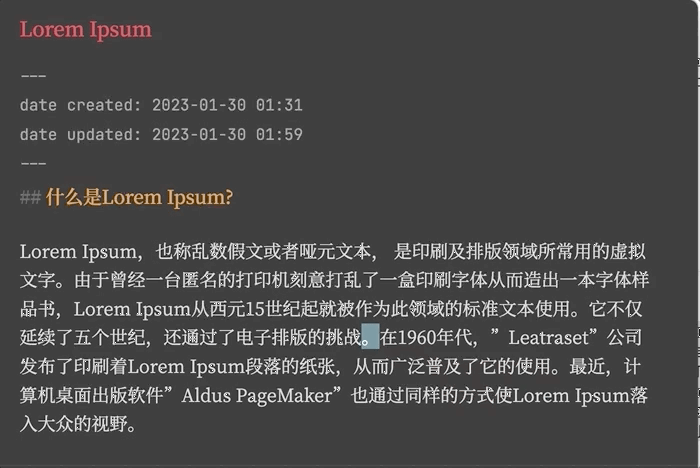 Lorem Ipsum
---
date created: 2023-01-30 01:31
date updated: 2023-01-30 01:59
---
## 什么是Lorem Ipsum?
Lorem Ipsum，也称乱数假文或者哑元文本， 是印刷及排版领域所常用的虚拟
文字。由于曾经一台匿名的打印机刻意打乱了一盒印刷字体从而造出一本字体样
品书，Lorem Ipsum从西元15世纪起就被作为此领域的标准文本使用。它不仅
延续了五个世纪，还通过了电子排版的挑战。在1960年代，”Leatraset”公司
发布了印刷着Lorem Ipsum段落的纸张，从而广泛普及了它的使用。最近，计
算机桌面出版软件”Aldus PageMaker”也通过同样的方式使Lorem Ipsum落
入大众的视野。